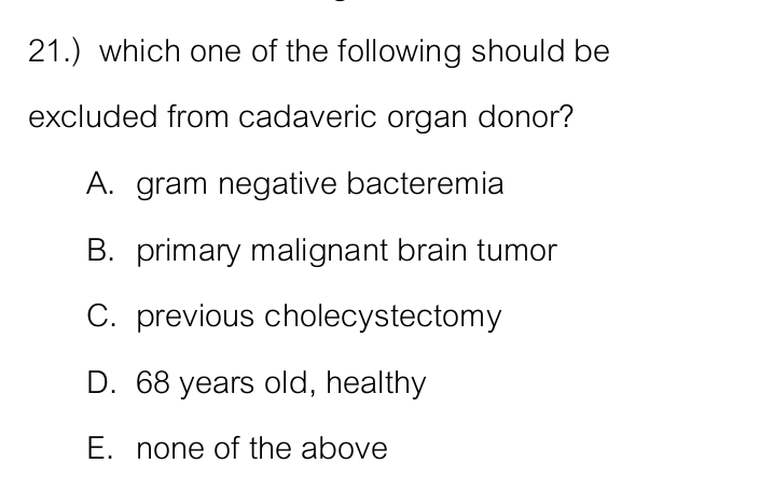 21.) which one of the following should be
excluded from cadaveric organ donor?
A. gram negative bacteremia
B. primary malignant brain tumor
C. previous cholecystectomy
D. 68 years old, healthy
E. none of the above